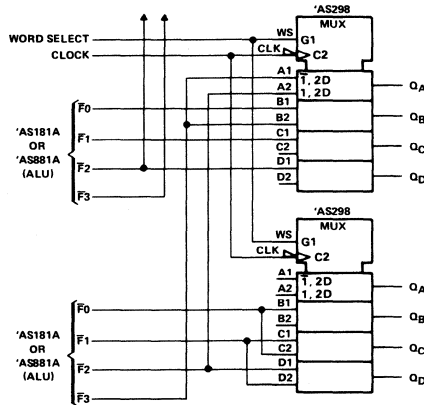 'AS298
MUX
WORD SELECT
WS
G1
CLOCK
CLK
C2
A1
1̅, 2D
A2
1, 2D
QA
F̅0
B1
'AS181A
OR
'AS881A
(ALU)
B2
QB
F̅1
C1
C2
QC
F̅2
D1
D2
QD
F̅3
'AS298
MUX
WS
G1
CLK
C2
A1
1̅, 2D
A2
1, 2D
QA
F̅0
B1
B2
QB
'AS181A
OR
'AS881A
(ALU)
F̅1
C1
C2
QC
F̅2
D1
D2
QD
F̅3